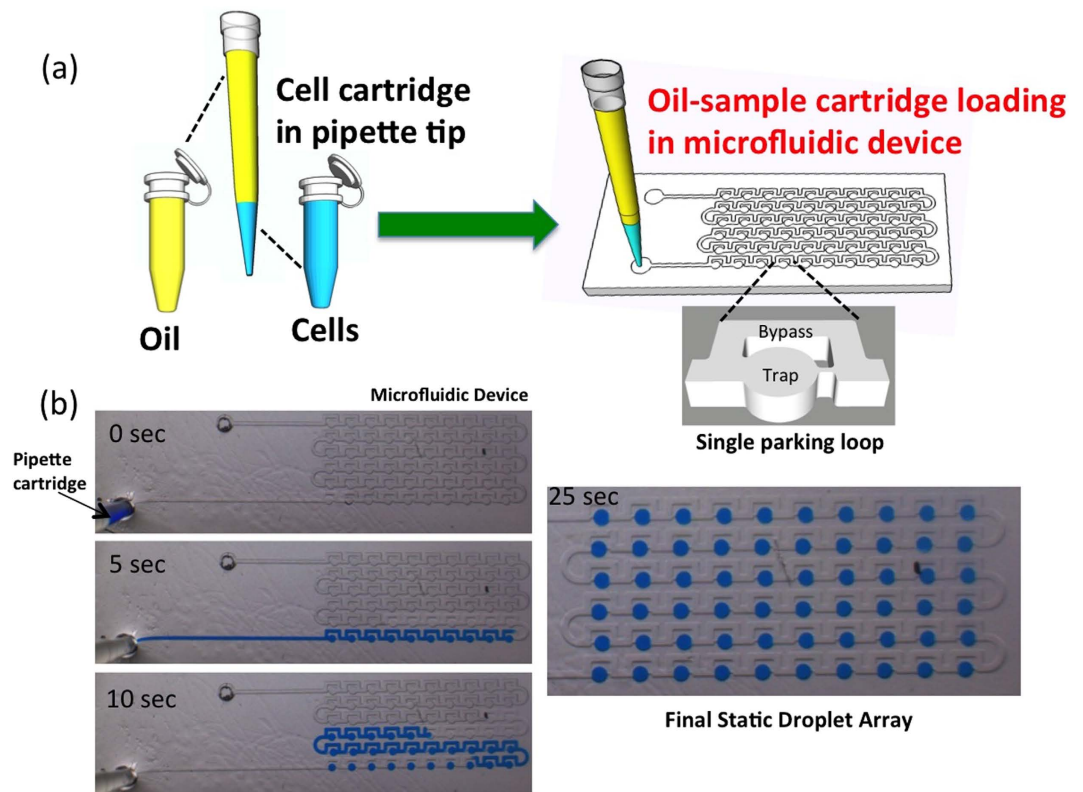 (a)
Cell cartridge
in pipette tip
Oil
Cells
Oil-sample cartridge loading
in microfluidic device
Bypass
Trap
Single parking loop
(b)
Microfluidic Device
0 sec
Pipette
cartridge
5 sec
10 sec
25 sec
Final Static Droplet Array